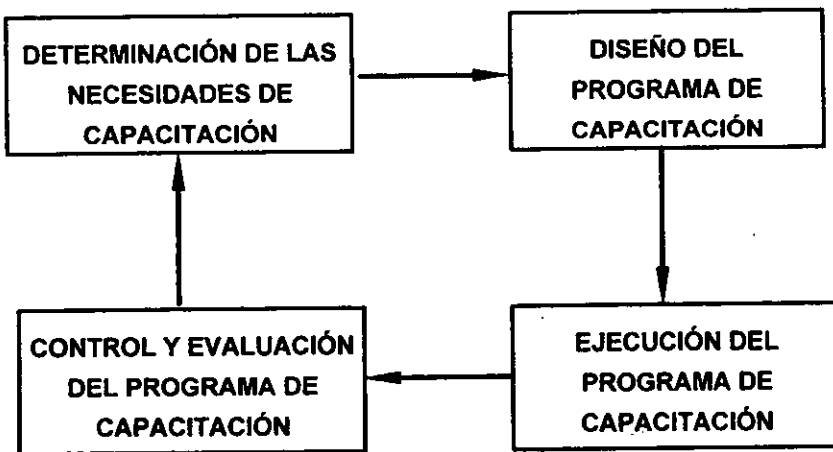 DETERMINACIÓN DE LAS
NECESIDADES DE
CAPACITACIÓN
DISEÑO DEL
PROGRAMA DE
CAPACITACIÓN
EJECUCIÓN DEL
PROGRAMA DE
CAPACITACIÓN
CONTROL Y EVALUACIÓN
DEL PROGRAMA DE
CAPACITACIÓN